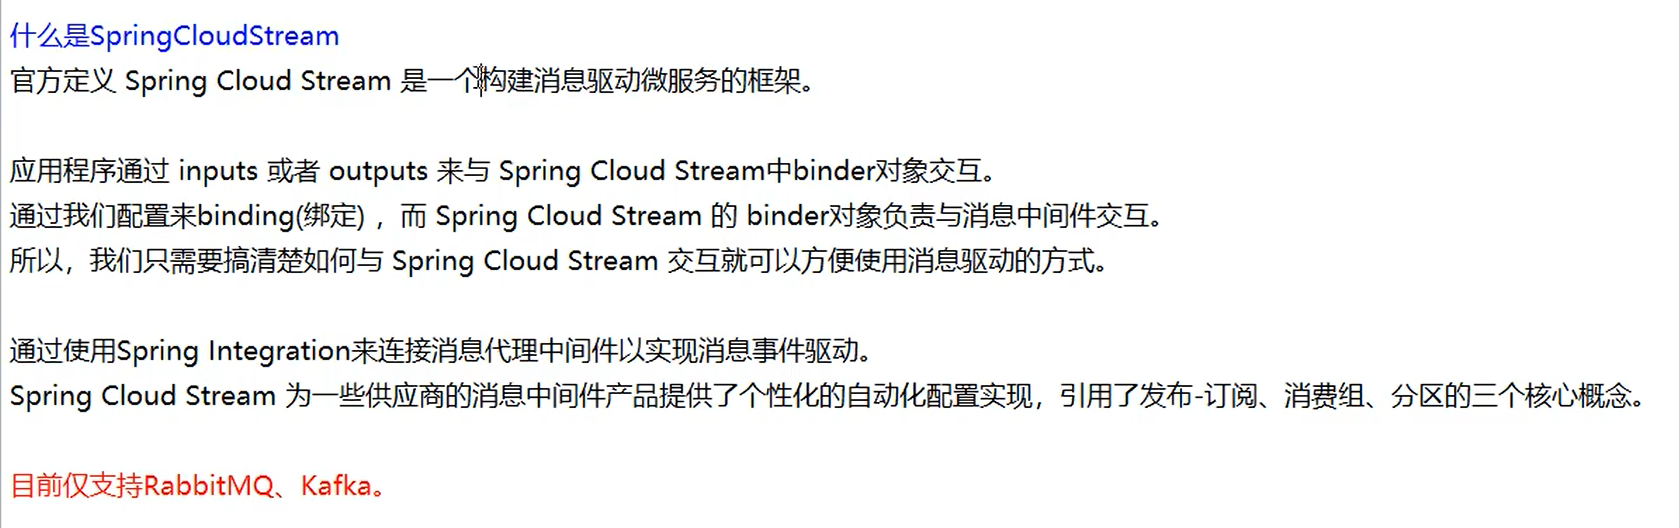 什么是SpringCloudStream
官方定义 Spring Cloud Stream 是一个构建消息驱动微服务的框架。
应用程序通过 inputs 或者 outputs 来与 Spring Cloud Stream中binder对象交互。
通过我们配置来binding(绑定) ，而 Spring Cloud Stream 的 binder对象负责与消息中间件交互。
所以，我们只需要搞清楚如何与 Spring Cloud Stream 交互就可以方便使用消息驱动的方式。
通过使用Spring Integration来连接消息代理中间件以实现消息事件驱动。
Spring Cloud Stream 为一些供应商的消息中间件产品提供了个性化的自动化配置实现，引用了发布-订阅、消费组、分区的三个核心概念。
目前仅支持RabbitMQ、Kafka。